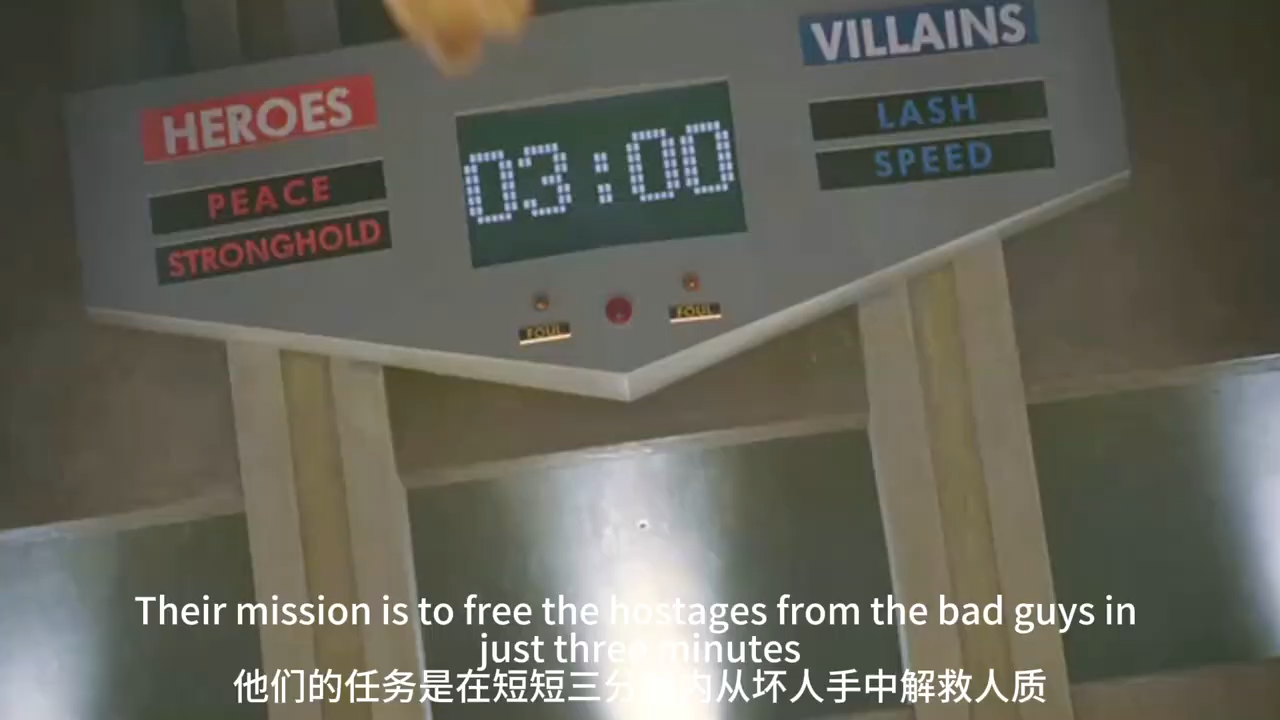 HEROES
PEACE
STRONGHOLD
03:00
VILLAINS
LASH
SPEED
FOUL
FOUL
Their mission is to free the hostages from the bad guys in
just three minutes
他们的任务是在短短三分钟内从坏人手中解救人质